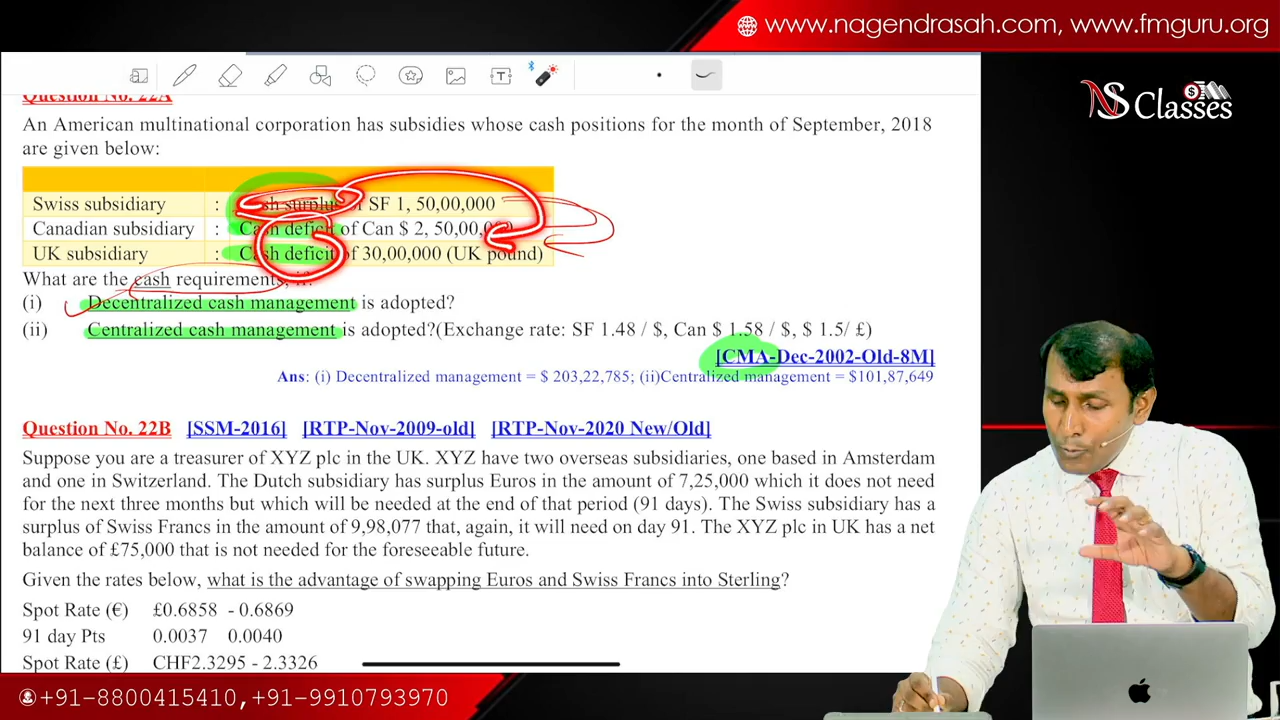 www.nagendrasah.com, www.fmguru.org
NS Classes
Question No. 22A
An American multinational corporation has subsidies whose cash positions for the month of September, 2018
are given below:
Swiss subsidiary : Cash surplus of SF 1, 50,00,000
Canadian subsidiary : Cash deficit of Can $ 2, 50,00,000
UK subsidiary : Cash deficit of 30,00,000 (UK pound)
What are the cash requirements, if:
(i) Decentralized cash management is adopted?
(ii) Centralized cash management is adopted?(Exchange rate: SF 1.48 / $, Can $ 1.58 / $, $ 1.5/ £)
[CMA-Dec-2002-Old-8M]
Ans: (i) Decentralized management = $ 203,22,785; (ii)Centralized management = $101,87,649
Question No. 22B [SSM-2016] [RTP-Nov-2009-old] [RTP-Nov-2020 New/Old]
Suppose you are a treasurer of XYZ plc in the UK. XYZ have two overseas subsidiaries, one based in Amsterdam
and one in Switzerland. The Dutch subsidiary has surplus Euros in the amount of 7,25,000 which it does not need
for the next three months but which will be needed at the end of that period (91 days). The Swiss subsidiary has a
surplus of Swiss Francs in the amount of 9,98,077 that, again, it will need on day 91. The XYZ plc in UK has a net
balance of £75,000 that is not needed for the foreseeable future.
Given the rates below, what is the advantage of swapping Euros and Swiss Francs into Sterling?
Spot Rate (€) £0.6858 - 0.6869
91 day Pts 0.0037 0.0040
Spot Rate (£) CHF2.3295 - 2.3326
+91-8800415410,+91-9910793970